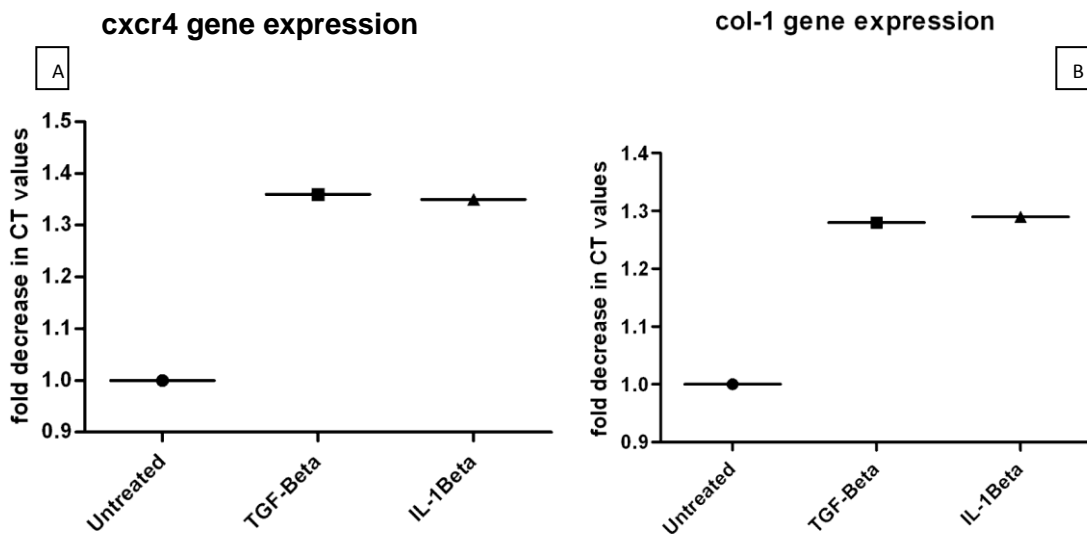 cxcr4 gene expression
A
fold decrease in CT values
1.5
1.4
1.3
1.2
1.1
1.0
0.9
Untreated
TGF-Beta
IL-1Beta
col-1 gene expression
B
fold decrease in CT values
1.4
1.3
1.2
1.1
1.0
0.9
Untreated
TGF-Beta
IL-1Beta